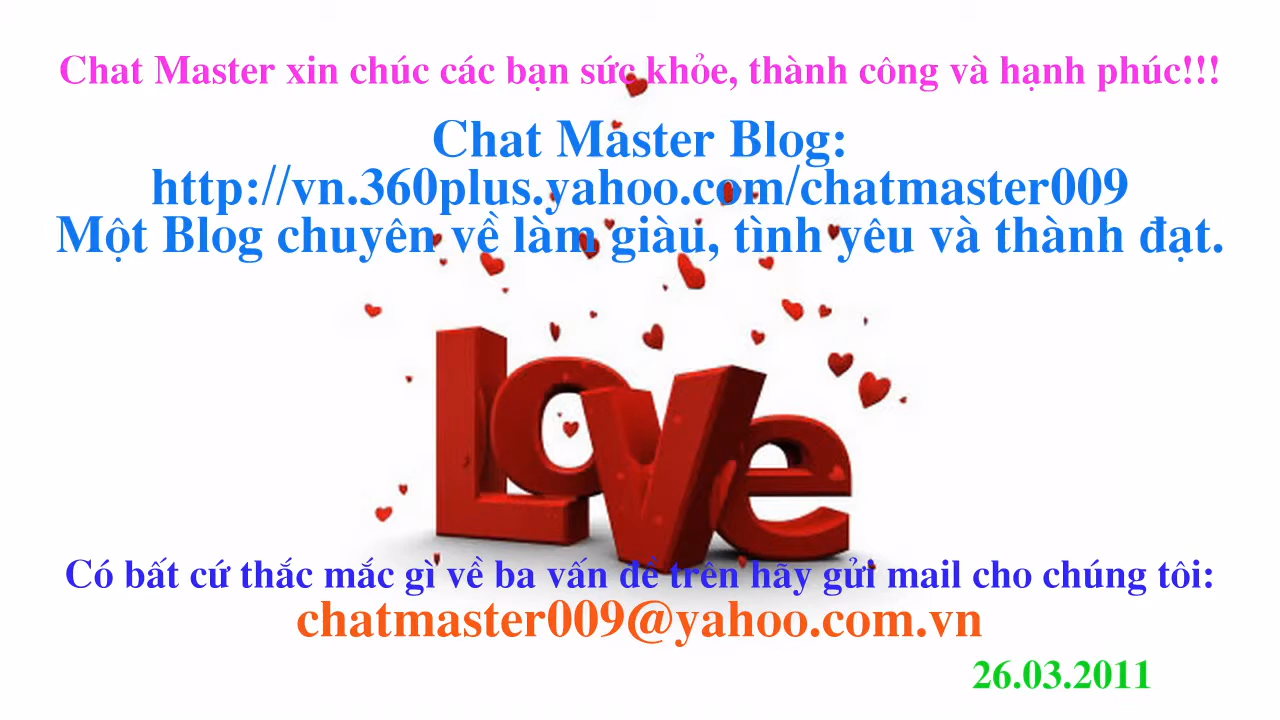 Chat Master xin chúc các bạn sức khỏe, thành công và hạnh phúc!!!
Chat Master Blog:
http://vn.360plus.yahoo.com/chatmaster009
Một Blog chuyên về làm giàu, tình yêu và thành đạt.
Love
Có bất cứ thắc mắc gì về ba vấn đề trên hãy gửi mail cho chúng tôi:
chatmaster009@yahoo.com.vn
26.03.2011